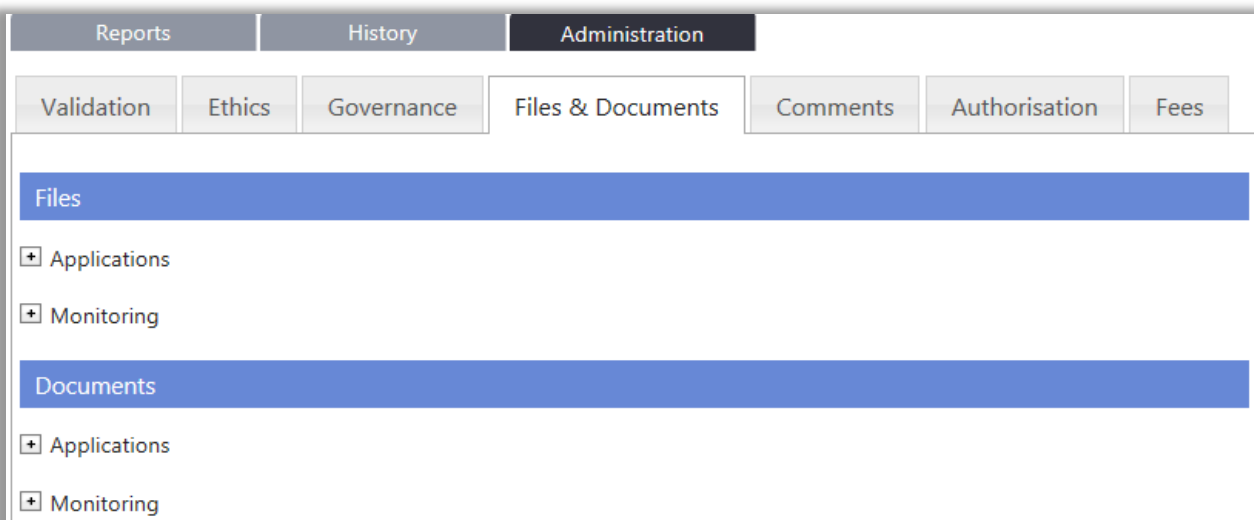 Reports History Administration
Validation Ethics Governance Files & Documents Comments Authorisation Fees
Files
Applications
Monitoring
Documents
Applications
Monitoring